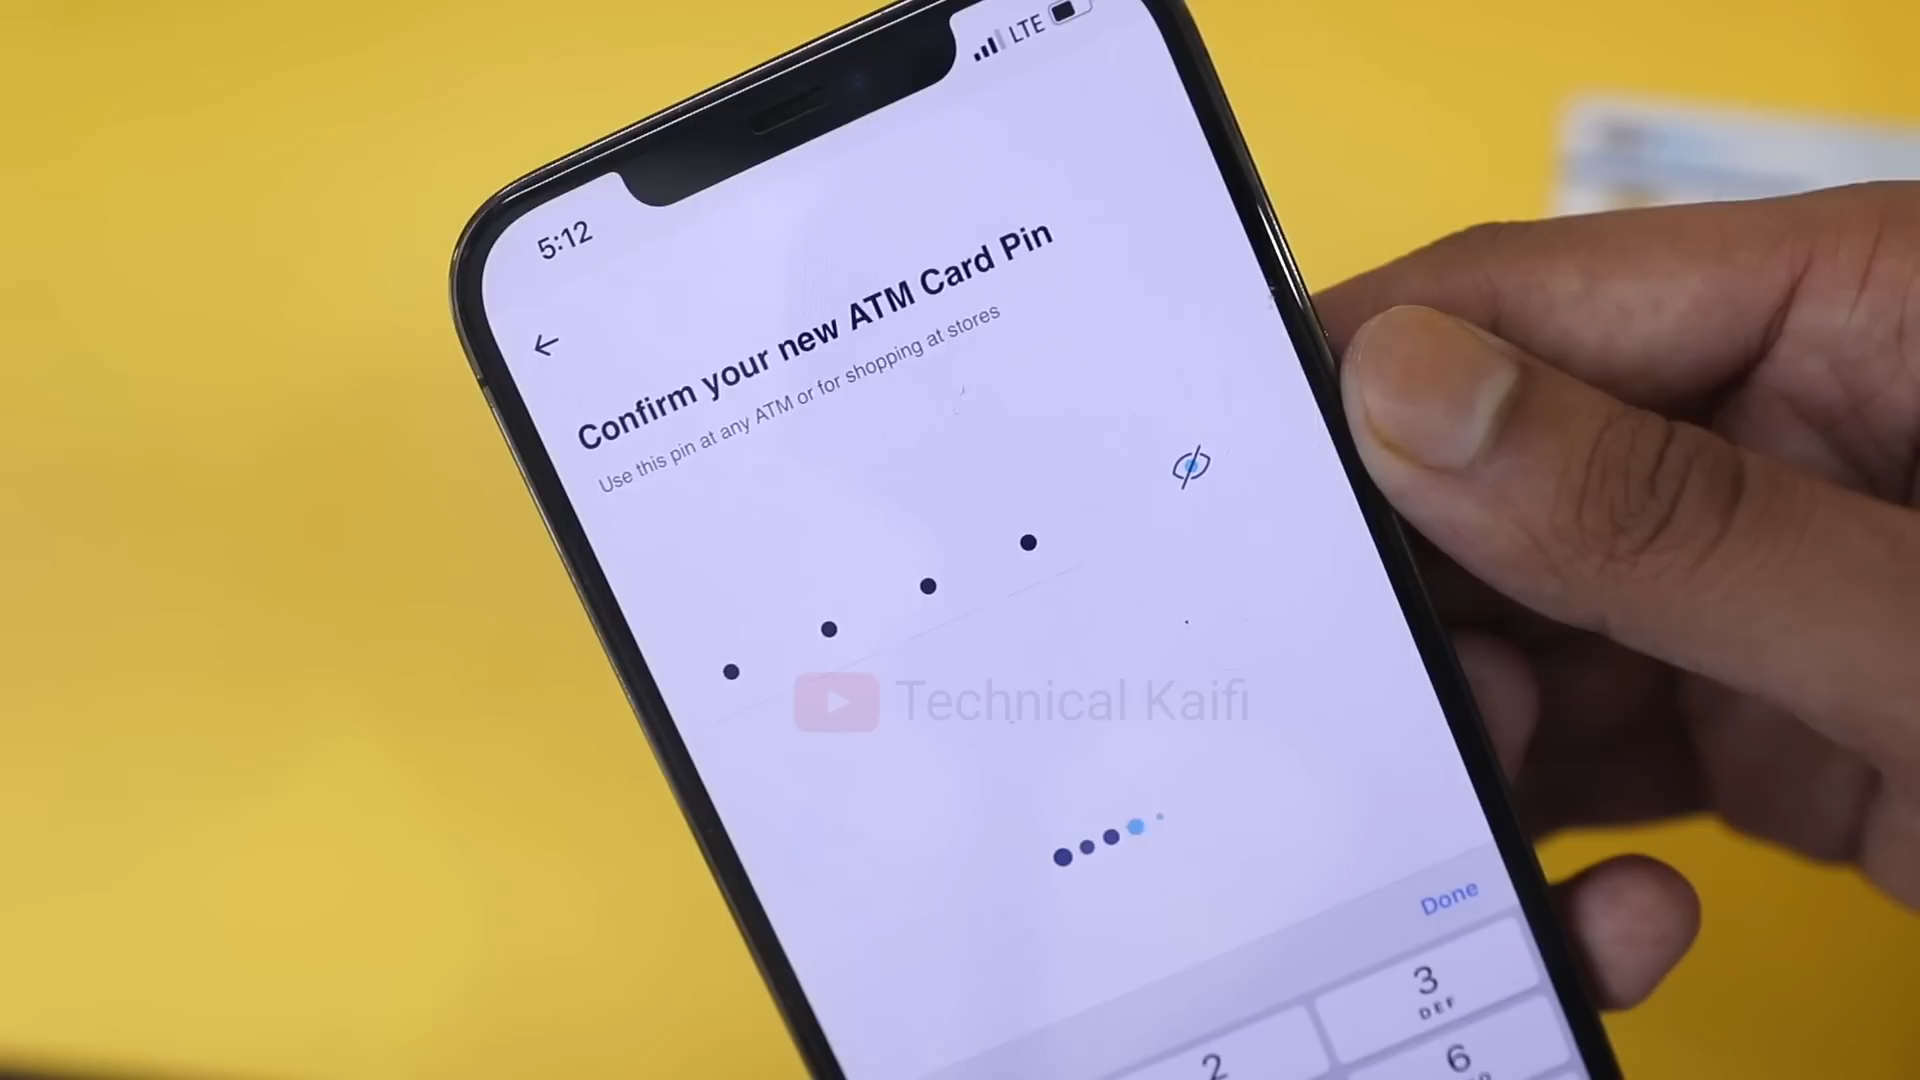 5:12
LTE
Confirm your new ATM Card Pin
Use this pin at any ATM or for shopping at stores
Technical Kaifi
Done
3
DEF
2
6